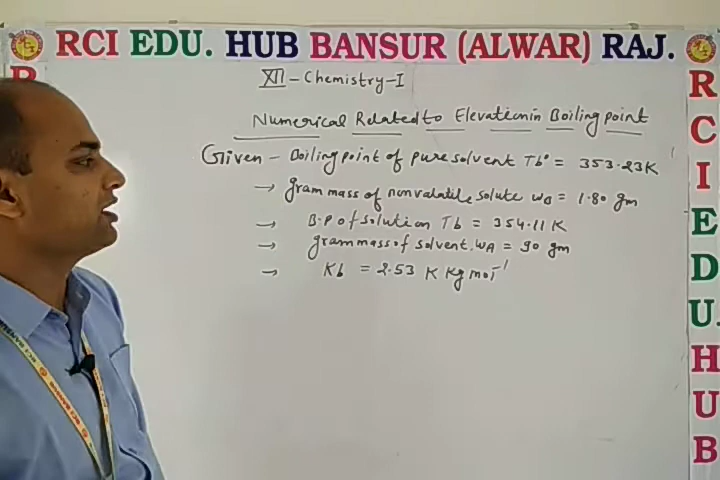 RCI EDU. HUB BANSUR (ALWAR) RAJ.
XII - Chemistry-I
Numerical Related to Elevation in Boiling point
Given - Boiling point of pure solvent Tb° = 353.23K
→ gram mass of nonvolatile solute wB = 1.80 gm
→ B.P of solution Tb = 354.11 K
→ gram mass of solvent. wA = 90 gm
→ Kb = 2.53 K Kg mol⁻¹
R
C
I
E
D
U.
H
U
B
R